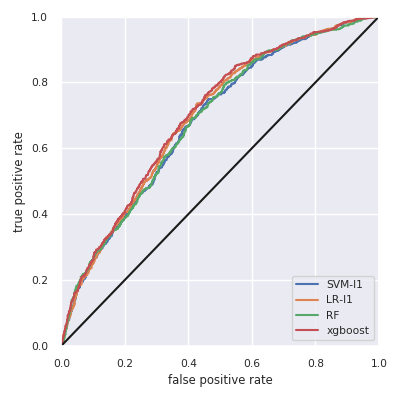 1.0
0.8
0.6
0.4
0.2
0.0
true positive rate
0.0 0.2 0.4 0.6 0.8 1.0
false positive rate
SVM-l1
LR-l1
RF
xgboost